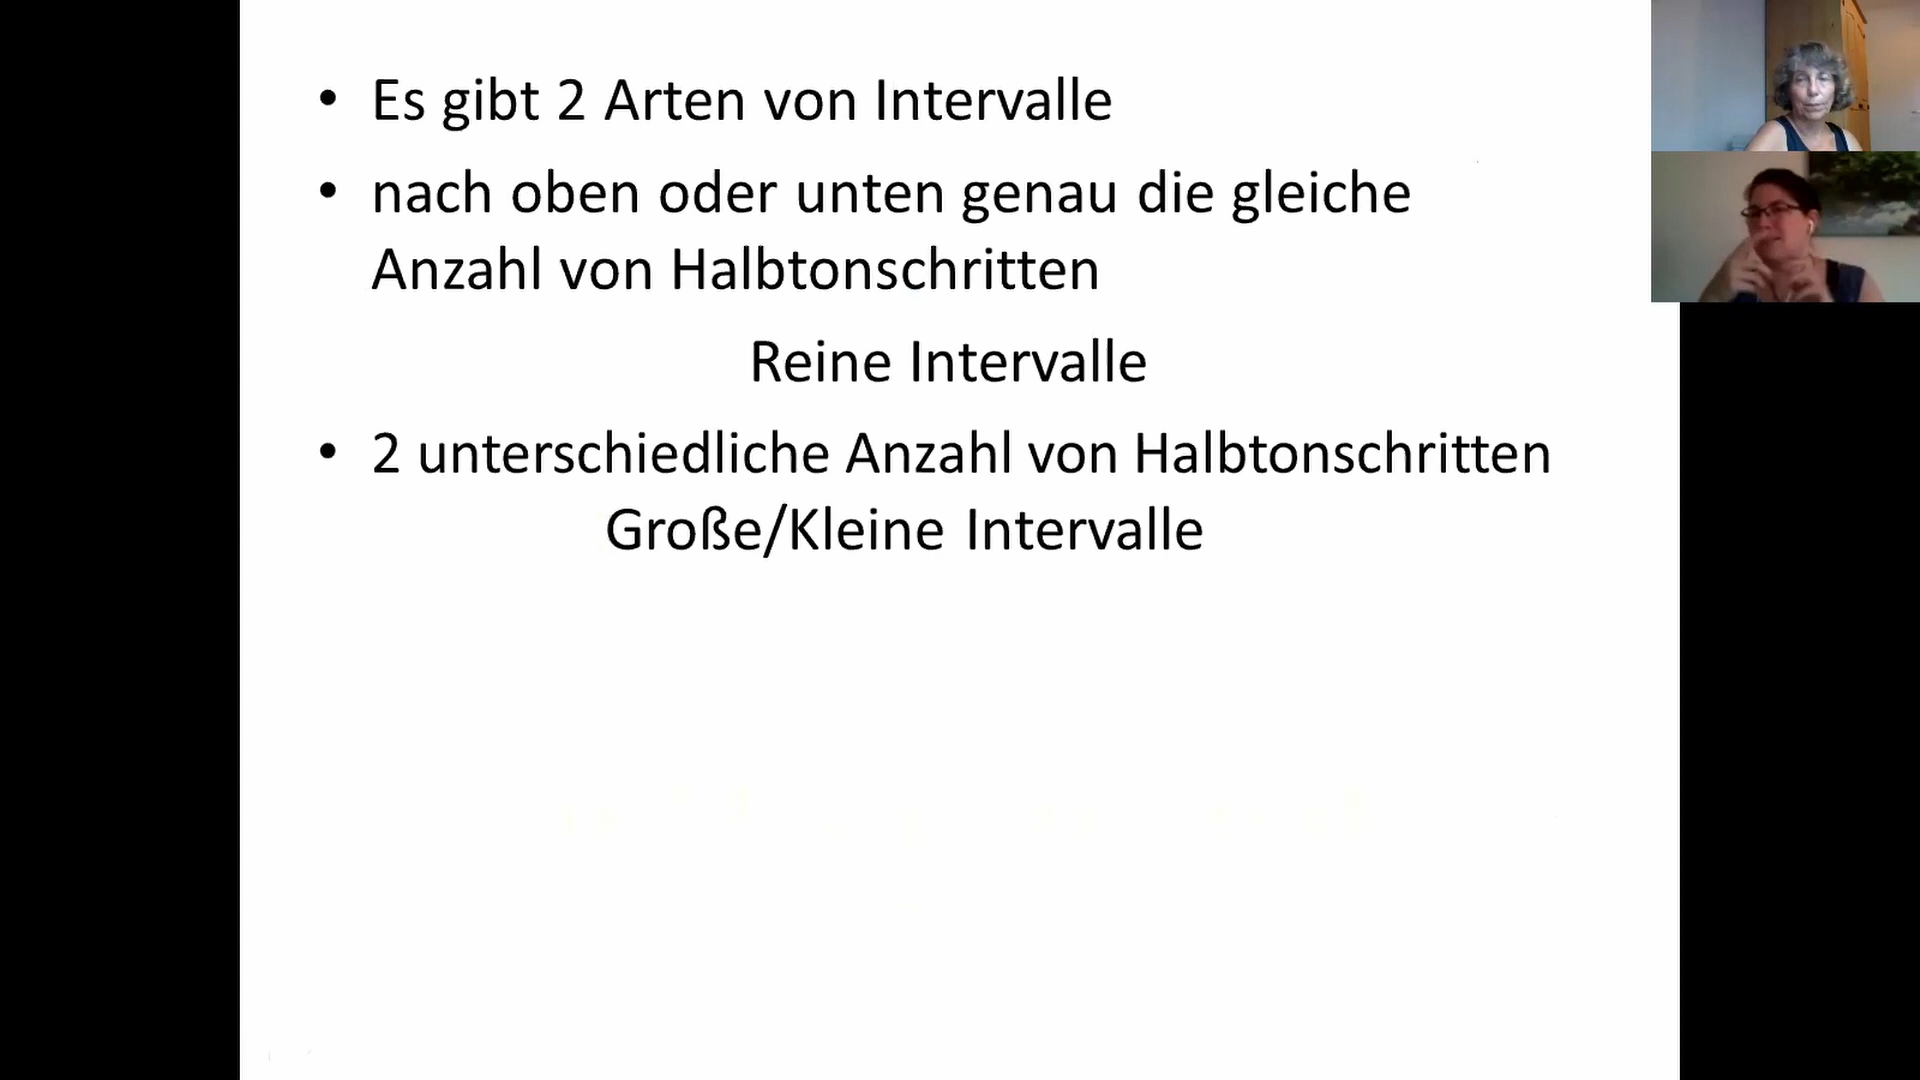 • Es gibt 2 Arten von Intervalle
• nach oben oder unten genau die gleiche
Anzahl von Halbtonschritten
Reine Intervalle
• 2 unterschiedliche Anzahl von Halbtonschritten
Große/Kleine Intervalle